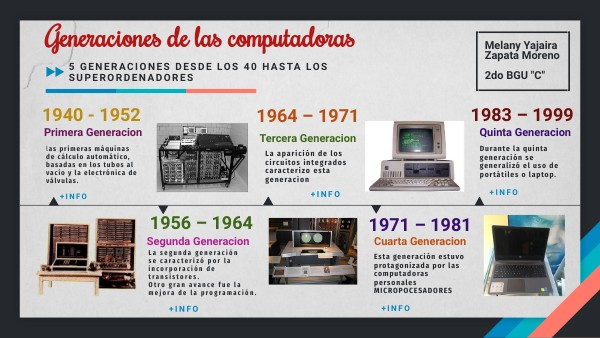 Generaciones de las computadoras
5 GENERACIONES DESDE LOS 40 HASTA LOS
SUPERORDENADORES
Melany Yajaira
Zapata Moreno
2do BGU "C"
1940 - 1952
Primera Generacion
las primeras máquinas
de cálculo automático,
basadas en los tubos al
vacío y la electrónica de
válvulas.
+INFO
1964 – 1971
Tercera Generacion
La aparición de los
circuitos integrados
caracterizo esta
generacion
+INFO
1983 – 1999
Quinta Generacion
Durante la quinta
generación se
generalizó el uso de
portátiles o laptop.
+INFO
1956 – 1964
Segunda Generacion
La segunda generación
se caracterizó por la
incorporación de
transistores.
Otro gran avance fue la
mejora de la programación.
+INFO
1971 – 1981
Cuarta Generacion
Esta generación estuvo
protagonizada por las
computadoras
personales
MICROPOCESADORES
+INFO